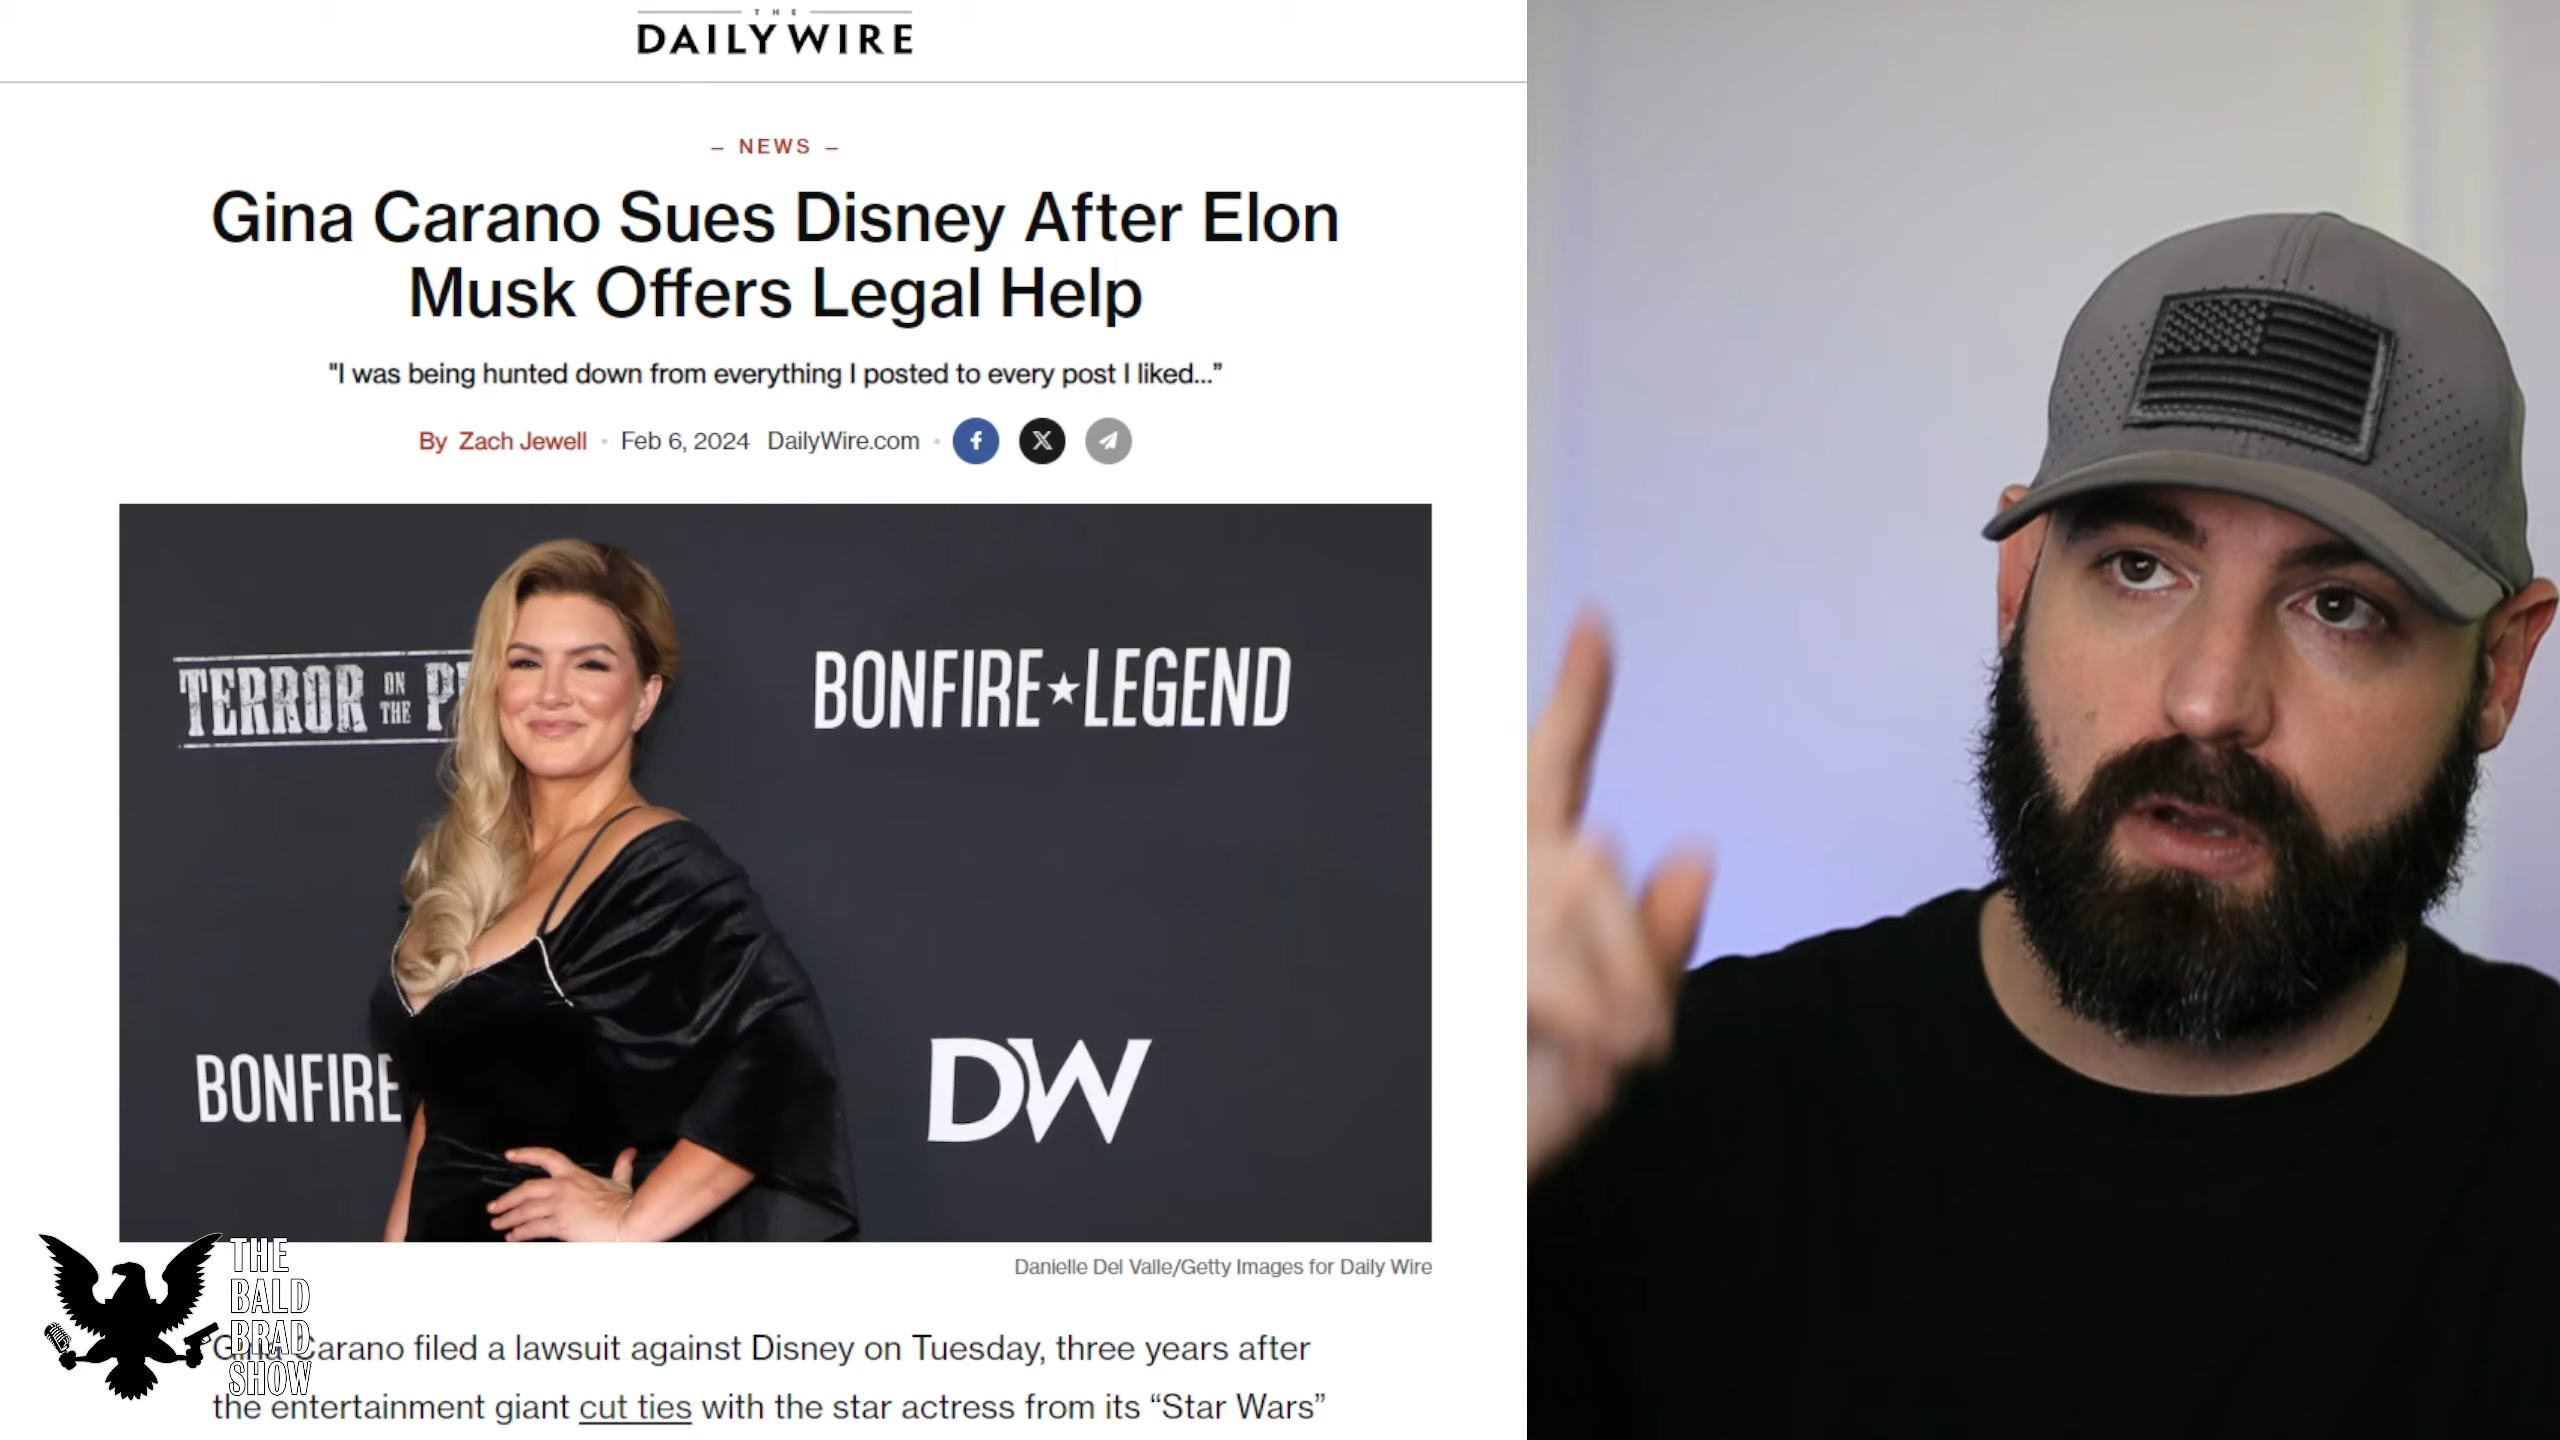 THE
DAILY WIRE
– NEWS –
Gina Carano Sues Disney After Elon
Musk Offers Legal Help
"I was being hunted down from everything I posted to every post I liked...”
By Zach Jewell • Feb 6, 2024 DailyWire.com •
TERROR ON THE P
BONFIRE★LEGEND
BONFIRE
DW
Danielle Del Valle/Getty Images for Daily Wire
THE
BALD
BRAD
SHOW
Gina Carano filed a lawsuit against Disney on Tuesday, three years after
the entertainment giant cut ties with the star actress from its “Star Wars”